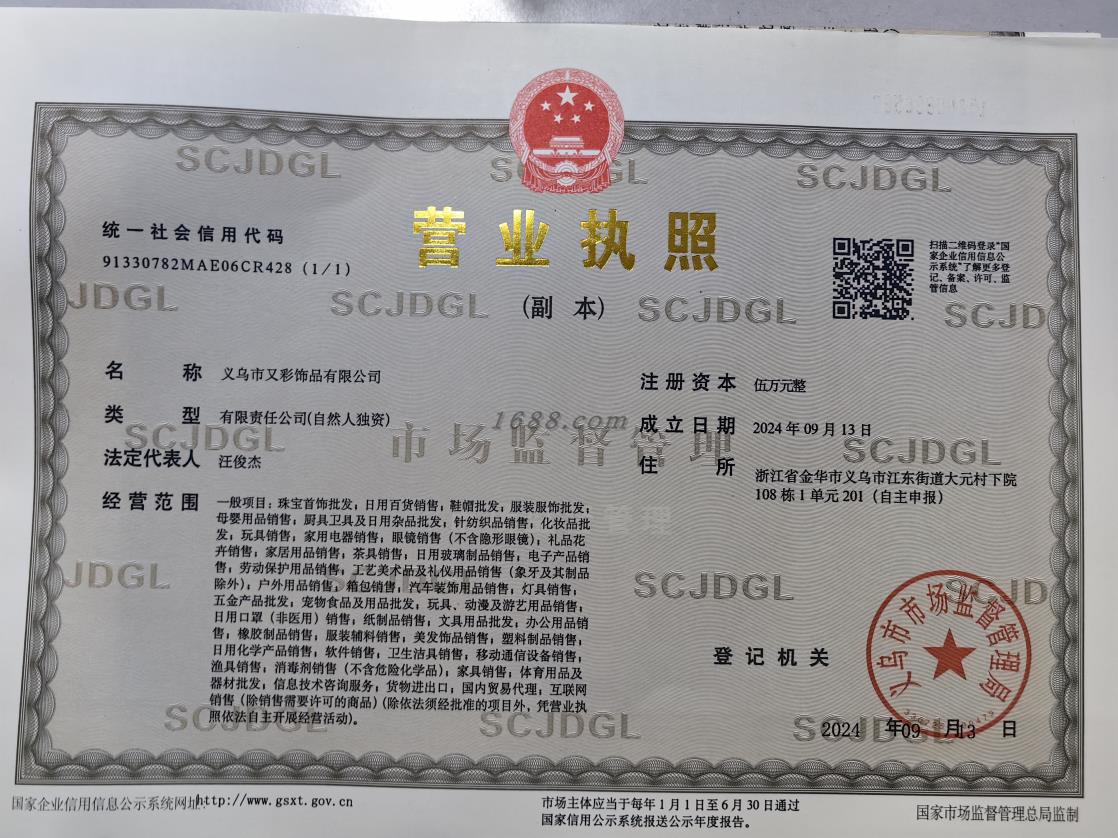 SCJDGL
SCJDGL
SCJDGL
统一社会信用代码
91330782MAE06CR428 (1/1)
营业执照
(副 本)
扫描二维码登录“国
家企业信用信息公
示系统”了解更多登
记、备案、许可、监
管信息
JDGL
SCJDGL
SCJDGL
SCJD
名 称 义乌市又彩饰品有限公司
类 型 有限责任公司(自然人独资)
法定代表人 汪俊杰
注册资本 伍万元整
成立日期 2024年09月13日
住 所 浙江省金华市义乌市江东街道大元村下院
108栋1单元201（自主申报）
1688.com
SCJDGL
市场监督管理
SCJDGL
经营范围 一般项目：珠宝首饰批发；日用百货销售；鞋帽批发；服装服饰批发；
母婴用品销售；厨具卫具及日用杂品批发；针纺织品销售；化妆品批
发；玩具销售；家用电器销售；眼镜销售（不含隐形眼镜）；礼品花
卉销售；家居用品销售；茶具销售；日用玻璃制品销售；电子产品销
售；劳动保护用品销售；工艺美术品及礼仪用品销售（象牙及其制品
除外）；户外用品销售；箱包销售；汽车装饰用品销售；灯具销售；
五金产品批发；宠物食品及用品批发；玩具、动漫及游艺用品销售；
日用口罩（非医用）销售；纸制品销售；文具用品批发；办公用品销
售；橡胶制品销售；服装辅料销售；美发饰品销售；塑料制品销售；
日用化学产品销售；软件销售；卫生洁具销售；移动通信设备销售；
渔具销售；消毒剂销售（不含危险化学品）；家具销售；体育用品及
器材批发；信息技术咨询服务；货物进出口；国内贸易代理；互联网
销售（除销售需要许可的商品）(除依法须经批准的项目外，凭营业执
照依法自主开展经营活动)。
JDGL
SCJDGL
SCJD
登记机关
义乌市市场监督管理局
SCJDGL
SCJDGL
SCJDGL
2024 年09 月13 日
国家企业信用信息公示系统网址：http://www.gsxt.gov.cn
市场主体应当于每年1月1日至6月30日通过
国家信用公示系统报送公示年度报告。
国家市场监督管理总局监制